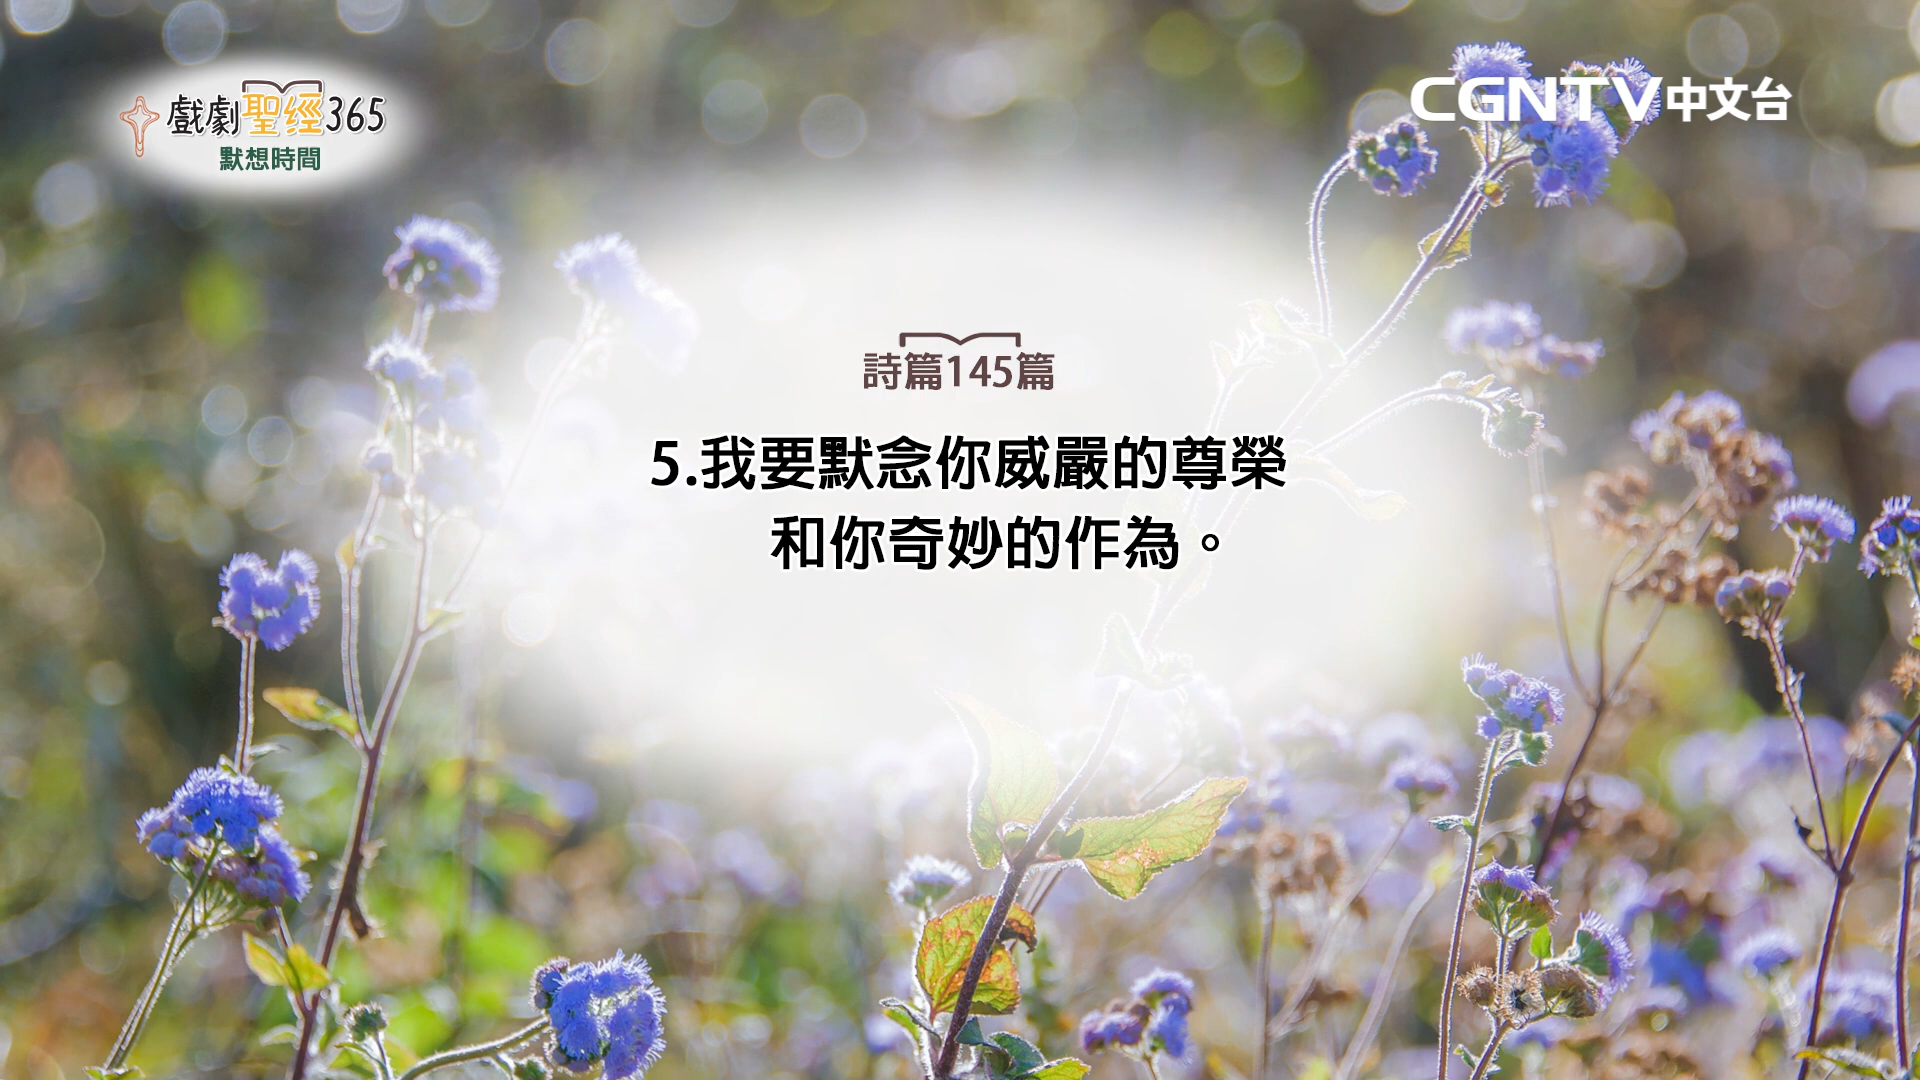 戲劇聖經365
默想時間
CGNTV中文台
詩篇145篇
5.我要默念你威嚴的尊榮
和你奇妙的作為。